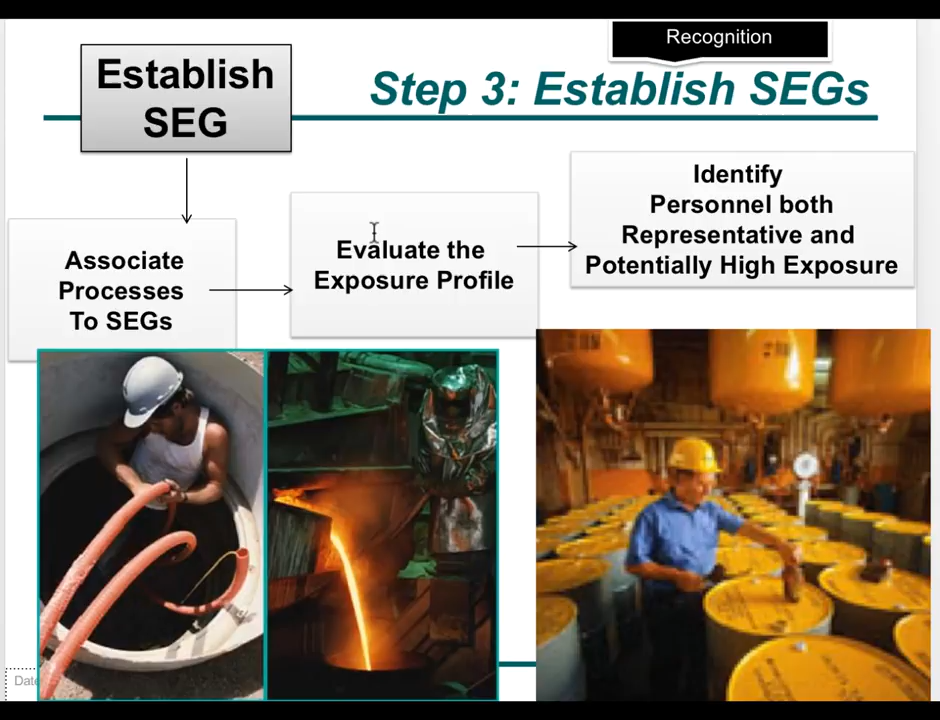 Recognition
Establish
SEG
Step 3: Establish SEGs
Associate
Processes
To SEGs
Evaluate the
Exposure Profile
Identify
Personnel both
Representative and
Potentially High Exposure
Date